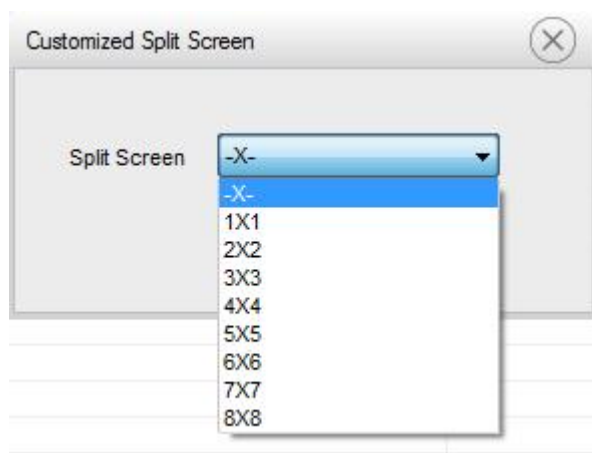 Customized Split Screen
Split Screen -X-
-X-
1X1
2X2
3X3
4X4
5X5
6X6
7X7
8X8